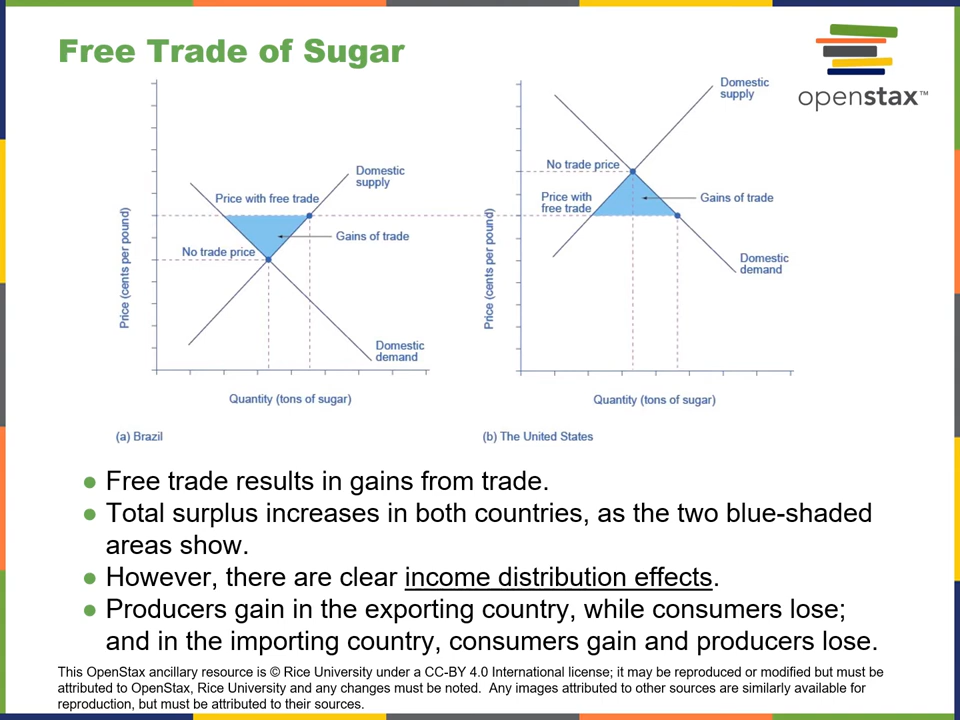 Free Trade of Sugar
openstax™
Domestic
supply
Price with free trade
Gains of trade
No trade price
Price (cents per pound)
Domestic
demand
Quantity (tons of sugar)
(a) Brazil
Domestic
supply
No trade price
Price with
free trade
Gains of trade
Price (cents per pound)
Domestic
demand
Quantity (tons of sugar)
(b) The United States
● Free trade results in gains from trade.
● Total surplus increases in both countries, as the two blue-shaded
areas show.
● However, there are clear income distribution effects.
● Producers gain in the exporting country, while consumers lose;
and in the importing country, consumers gain and producers lose.
This OpenStax ancillary resource is © Rice University under a CC-BY 4.0 International license; it may be reproduced or modified but must be
attributed to OpenStax, Rice University and any changes must be noted. Any images attributed to other sources are similarly available for
reproduction, but must be attributed to their sources.